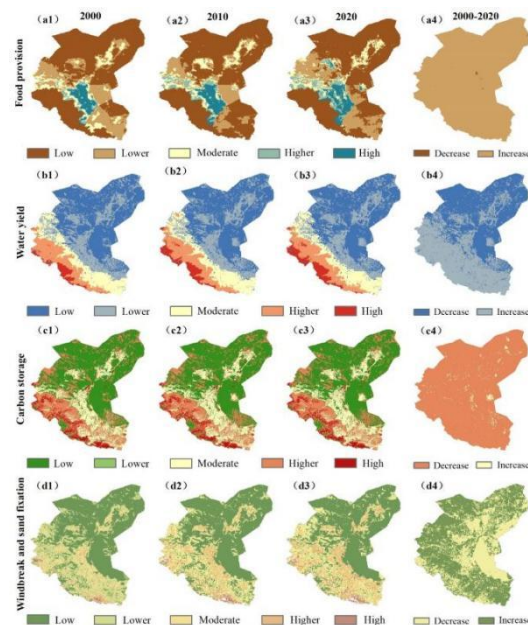 2000 2010 2020 2000-2020
(a1) (a2) (a3) (a4)
Food provision
Low Lower Moderate Higher High Decrease Increase
(b1) (b2) (b3) (b4)
Water yield
Low Lower Moderate Higher High Decrease Increase
(c1) (c2) (c3) (c4)
Carbon storage
Low Lower Moderate Higher High Decrease Increase
(d1) (d2) (d3) (d4)
Windbreak and sand fixation
Low Lower Moderate Higher High Decrease Increase